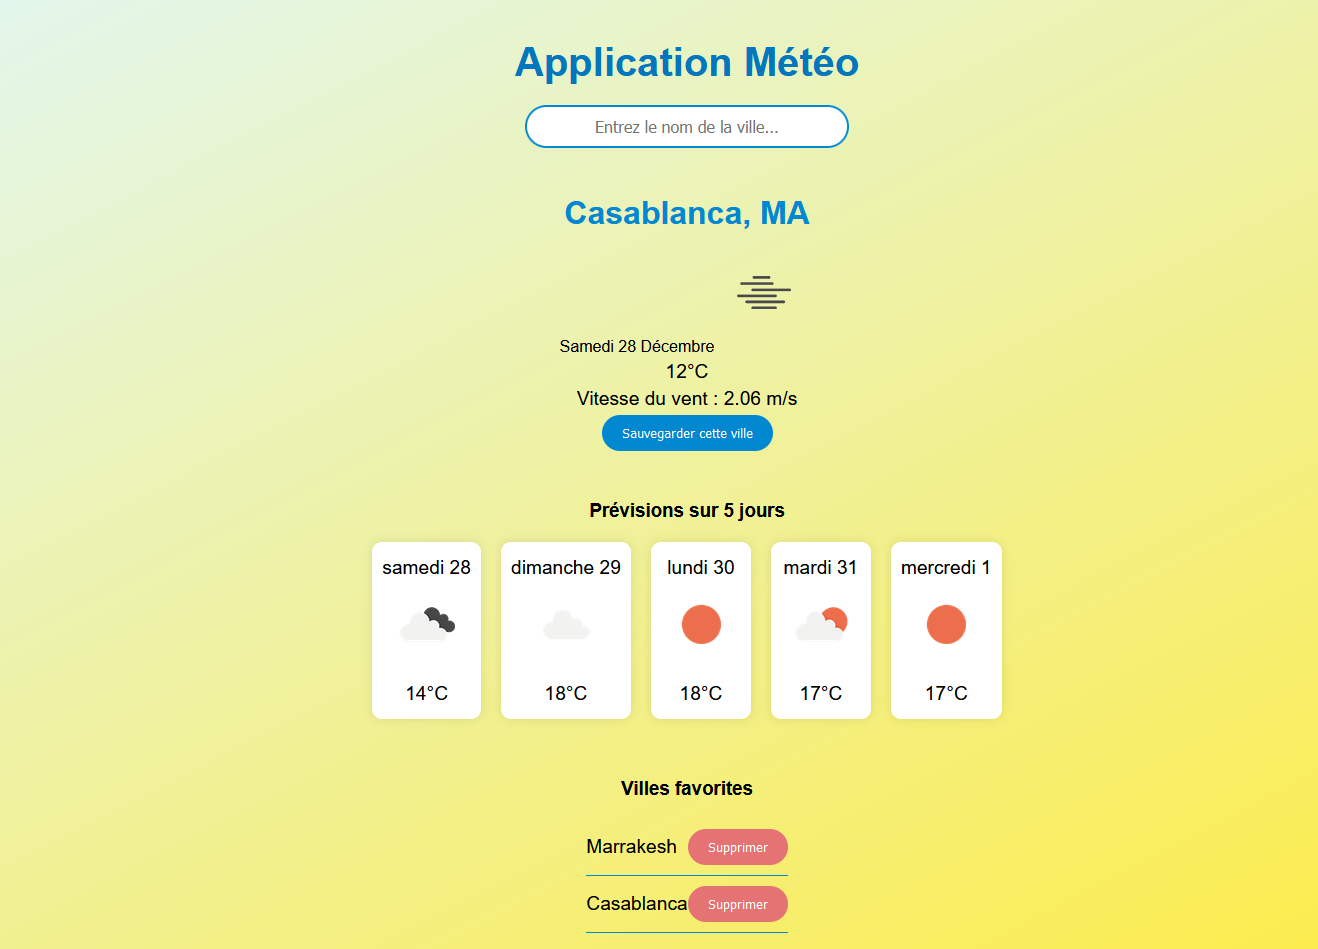 Application Météo
Entrez le nom de la ville...
Casablanca, MA
Samedi 28 Décembre
12°C
Vitesse du vent : 2.06 m/s
Sauvegarder cette ville
Prévisions sur 5 jours
samedi 28
14°C
dimanche 29
18°C
lundi 30
18°C
mardi 31
17°C
mercredi 1
17°C
Villes favorites
Marrakesh Supprimer
Casablanca Supprimer